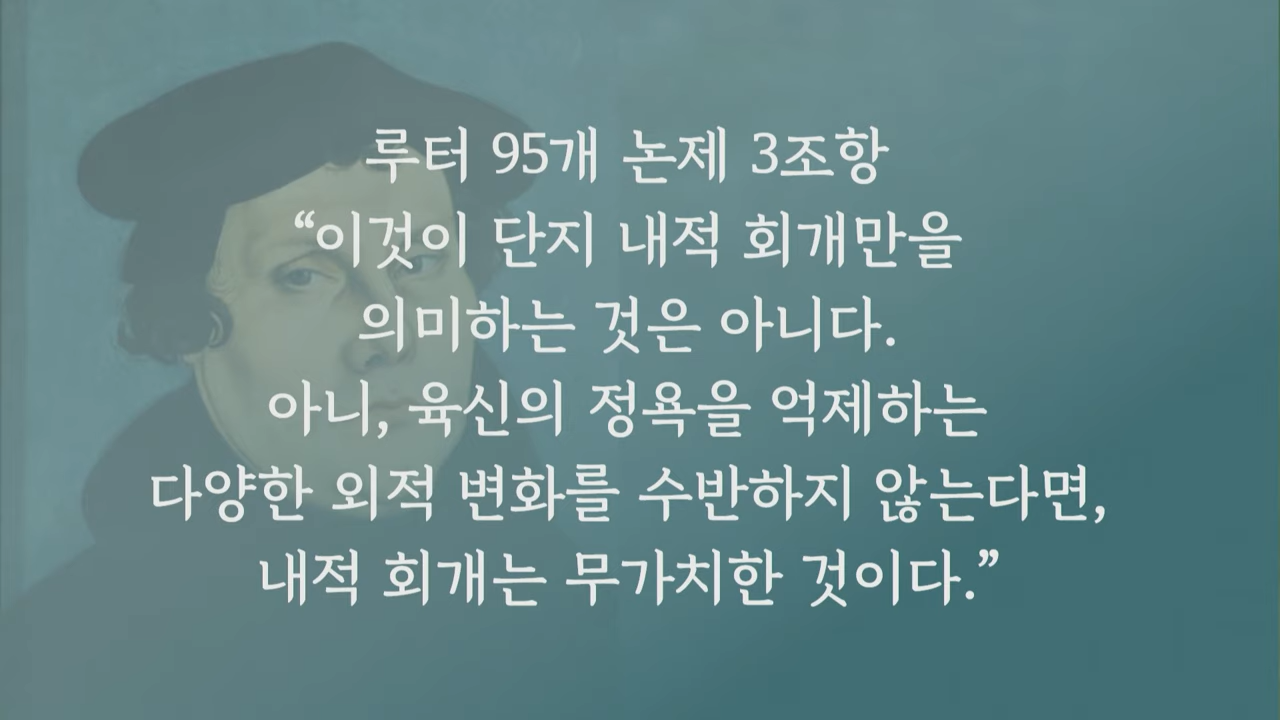 루터 95개 논제 3조항
“이것이 단지 내적 회개만을
의미하는 것은 아니다.
아니, 육신의 정욕을 억제하는
다양한 외적 변화를 수반하지 않는다면,
내적 회개는 무가치한 것이다.”